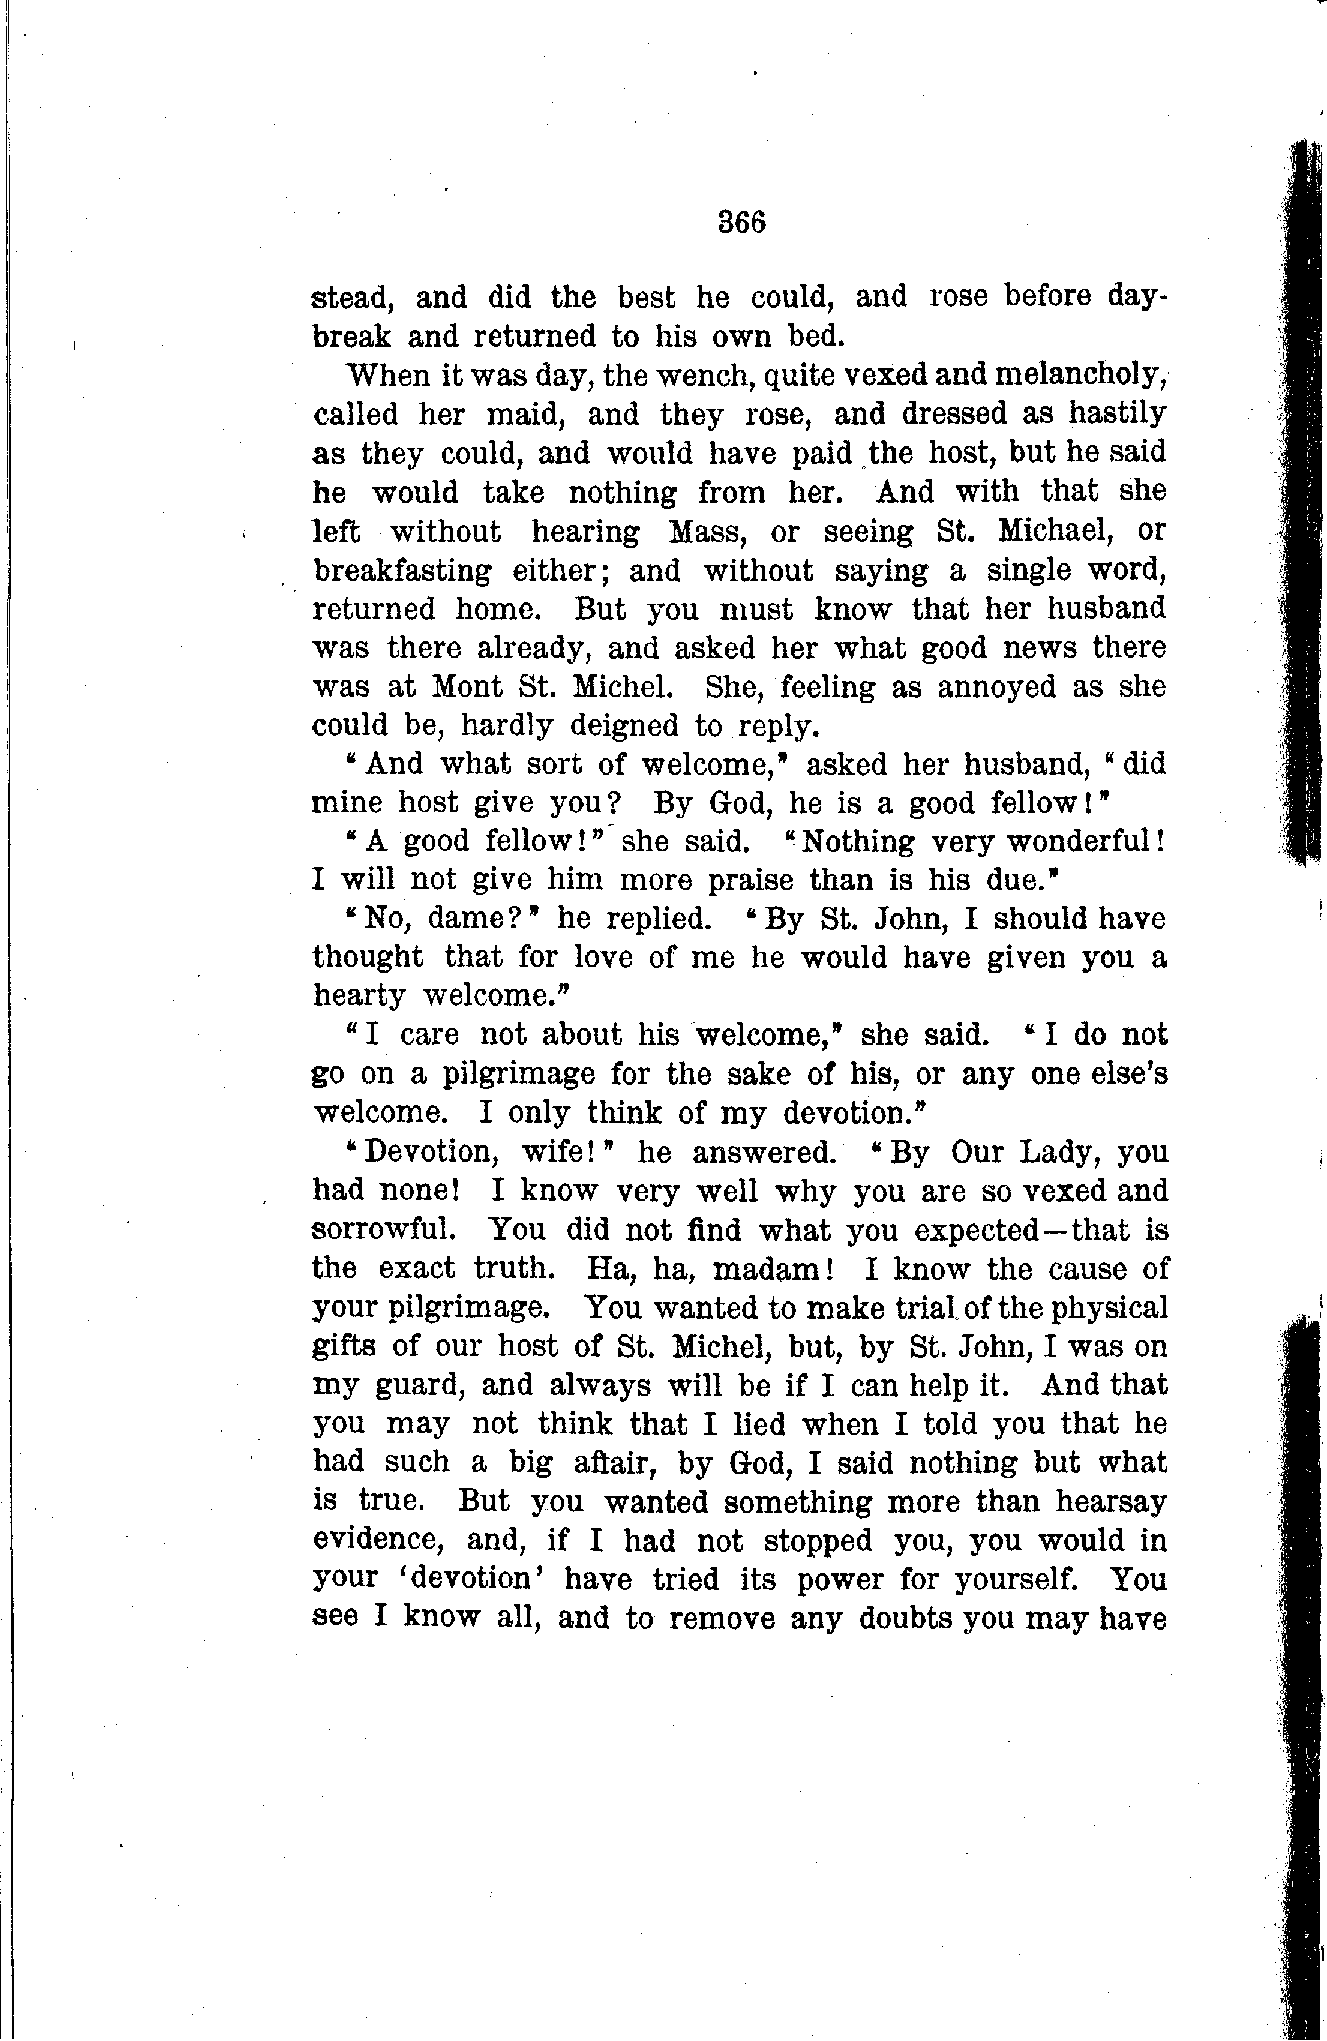 366
stead, and did the best he could, and rose before day-
break and returned to his own bed.
When it was day, the wench, quite vexed and melancholy,
called her maid, and they rose, and dressed as hastily
as they could, and would have paid the host, but he said
he would take nothing from her. And with that she
left without hearing Mass, or seeing St. Michael, or
breakfasting either; and without saying a single word,
returned home. But you must know that her husband
was there already, and asked her what good news there
was at Mont St. Michel. She, feeling as annoyed as she
could be, hardly deigned to reply.
"And what sort of welcome," asked her husband, "did
mine host give you? By God, he is a good fellow!"
"A good fellow!" she said. "Nothing very wonderful!
I will not give him more praise than is his due."
"No, dame?" he replied. "By St. John, I should have
thought that for love of me he would have given you a
hearty welcome."
"I care not about his welcome," she said. "I do not
go on a pilgrimage for the sake of his, or any one else's
welcome. I only think of my devotion."
"Devotion, wife!" he answered. "By Our Lady, you
had none! I know very well why you are so vexed and
sorrowful. You did not find what you expected—that is
the exact truth. Ha, ha, madam! I know the cause of
your pilgrimage. You wanted to make trial of the physical
gifts of our host of St. Michel, but, by St. John, I was on
my guard, and always will be if I can help it. And that
you may not think that I lied when I told you that he
had such a big affair, by God, I said nothing but what
is true. But you wanted something more than hearsay
evidence, and, if I had not stopped you, you would in
your 'devotion' have tried its power for yourself. You
see I know all, and to remove any doubts you may have